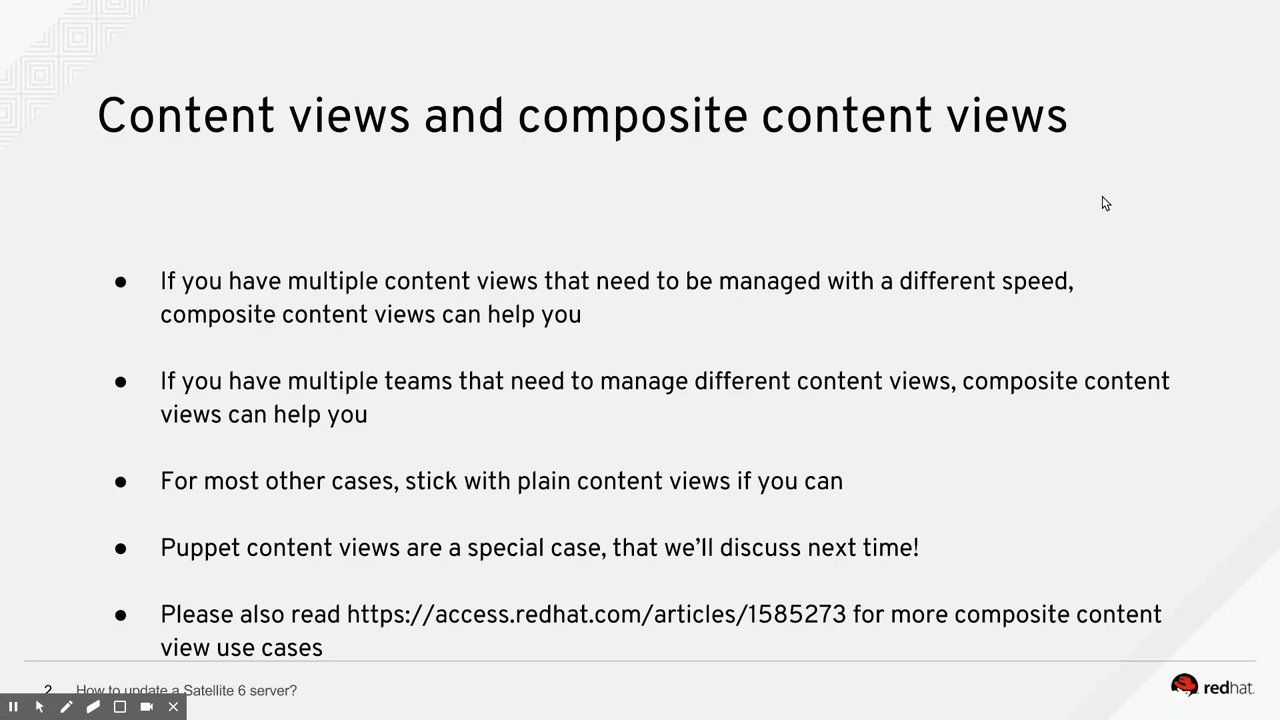 Content views and composite content views
● If you have multiple content views that need to be managed with a different speed,
composite content views can help you
● If you have multiple teams that need to manage different content views, composite content
views can help you
● For most other cases, stick with plain content views if you can
● Puppet content views are a special case, that we’ll discuss next time!
● Please also read https://access.redhat.com/articles/1585273 for more composite content
view use cases
2 How to update a Satellite 6 server?
redhat.